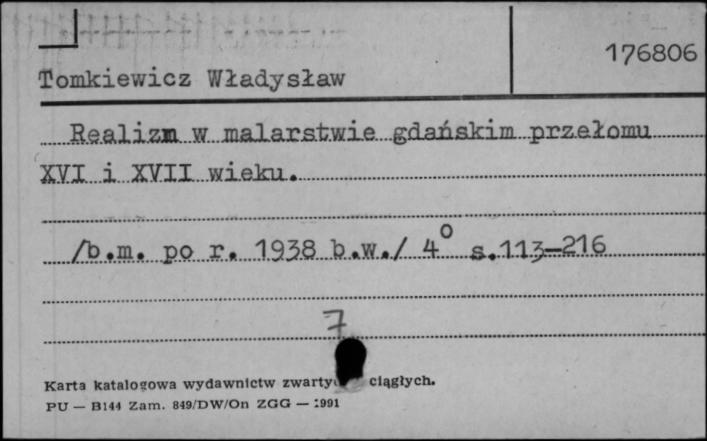 176806
Tomkiewicz Władysław
Realizm w malarstwie gdańskim przełomu
XVI i XVII wieku.
/b.m. po r. 1938 b.w./ 4° s.113-216
7
Karta katalogowa wydawnictw ciągłych.
PU — B144 Zam. 849/DW/On ZGG — 1991